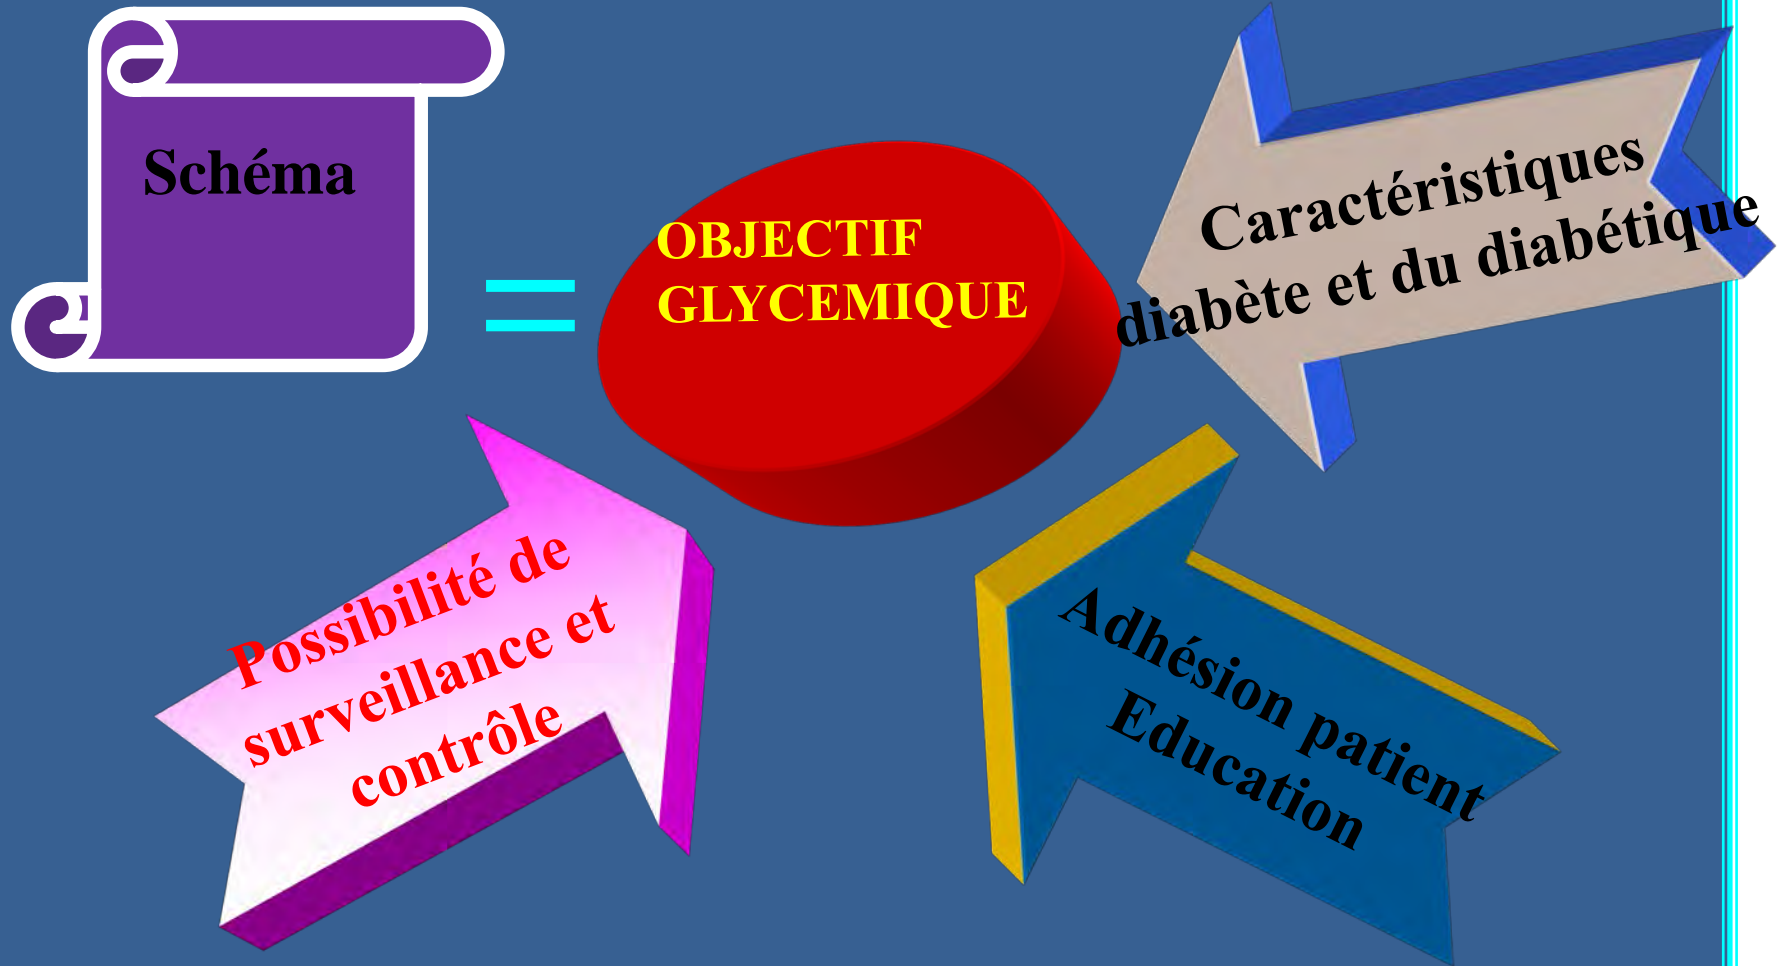 Schéma
=
OBJECTIF
GLYCEMIQUE
Caractéristiques
diabète et du diabétique
Possibilité de
surveillance et
contrôle
Adhésion patient
Education